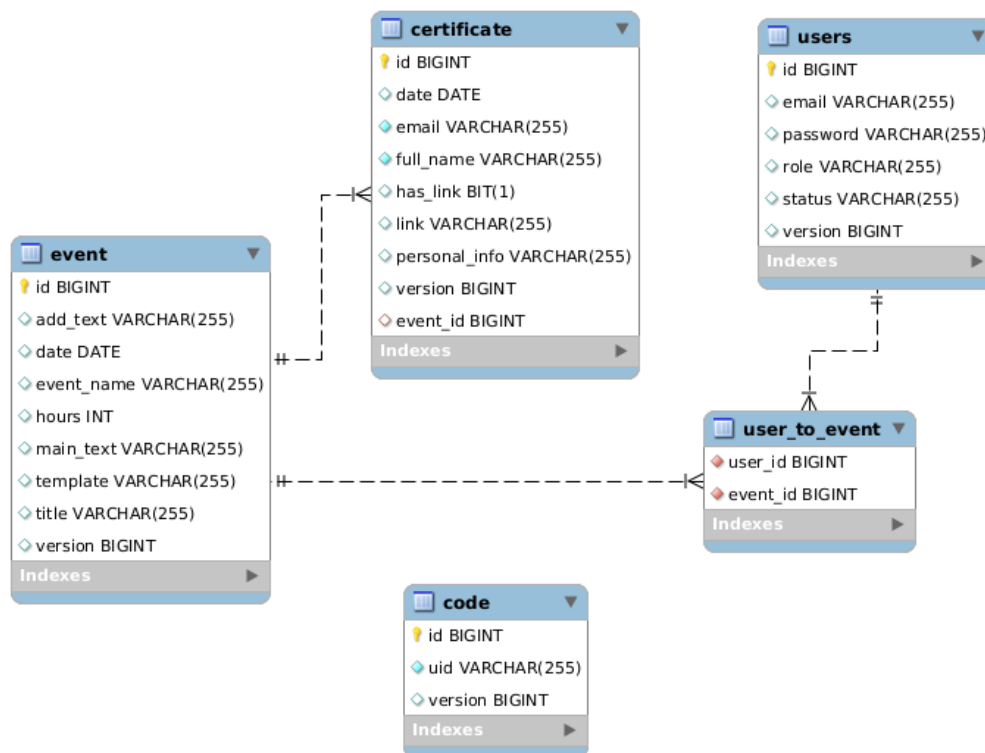 certificate
id BIGINT
date DATE
email VARCHAR(255)
full_name VARCHAR(255)
has_link BIT(1)
link VARCHAR(255)
personal_info VARCHAR(255)
version BIGINT
event_id BIGINT
Indexes
users
id BIGINT
email VARCHAR(255)
password VARCHAR(255)
role VARCHAR(255)
status VARCHAR(255)
version BIGINT
Indexes
event
id BIGINT
add_text VARCHAR(255)
date DATE
event_name VARCHAR(255)
hours INT
main_text VARCHAR(255)
template VARCHAR(255)
title VARCHAR(255)
version BIGINT
Indexes
user_to_event
user_id BIGINT
event_id BIGINT
Indexes
code
id BIGINT
uid VARCHAR(255)
version BIGINT
Indexes